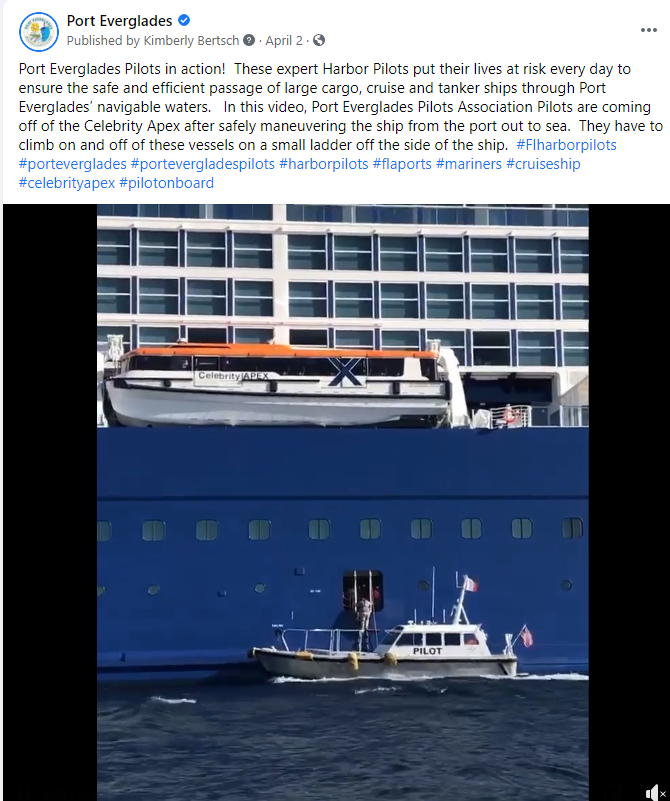 Port Everglades
Published by Kimberly Bertsch · April 2 ·
Port Everglades Pilots in action!  These expert Harbor Pilots put their lives at risk every day to
ensure the safe and efficient passage of large cargo, cruise and tanker ships through Port
Everglades’ navigable waters.   In this video, Port Everglades Pilots Association Pilots are coming
off of the Celebrity Apex after safely maneuvering the ship from the port out to sea.  They have to
climb on and off of these vessels on a small ladder off the side of the ship.  #Flharborpilots
#porteverglades #portevergladespilots #harborpilots #flaports #mariners #cruiseship
#celebrityapex #pilotonboard
Celebrity APEX
PILOT